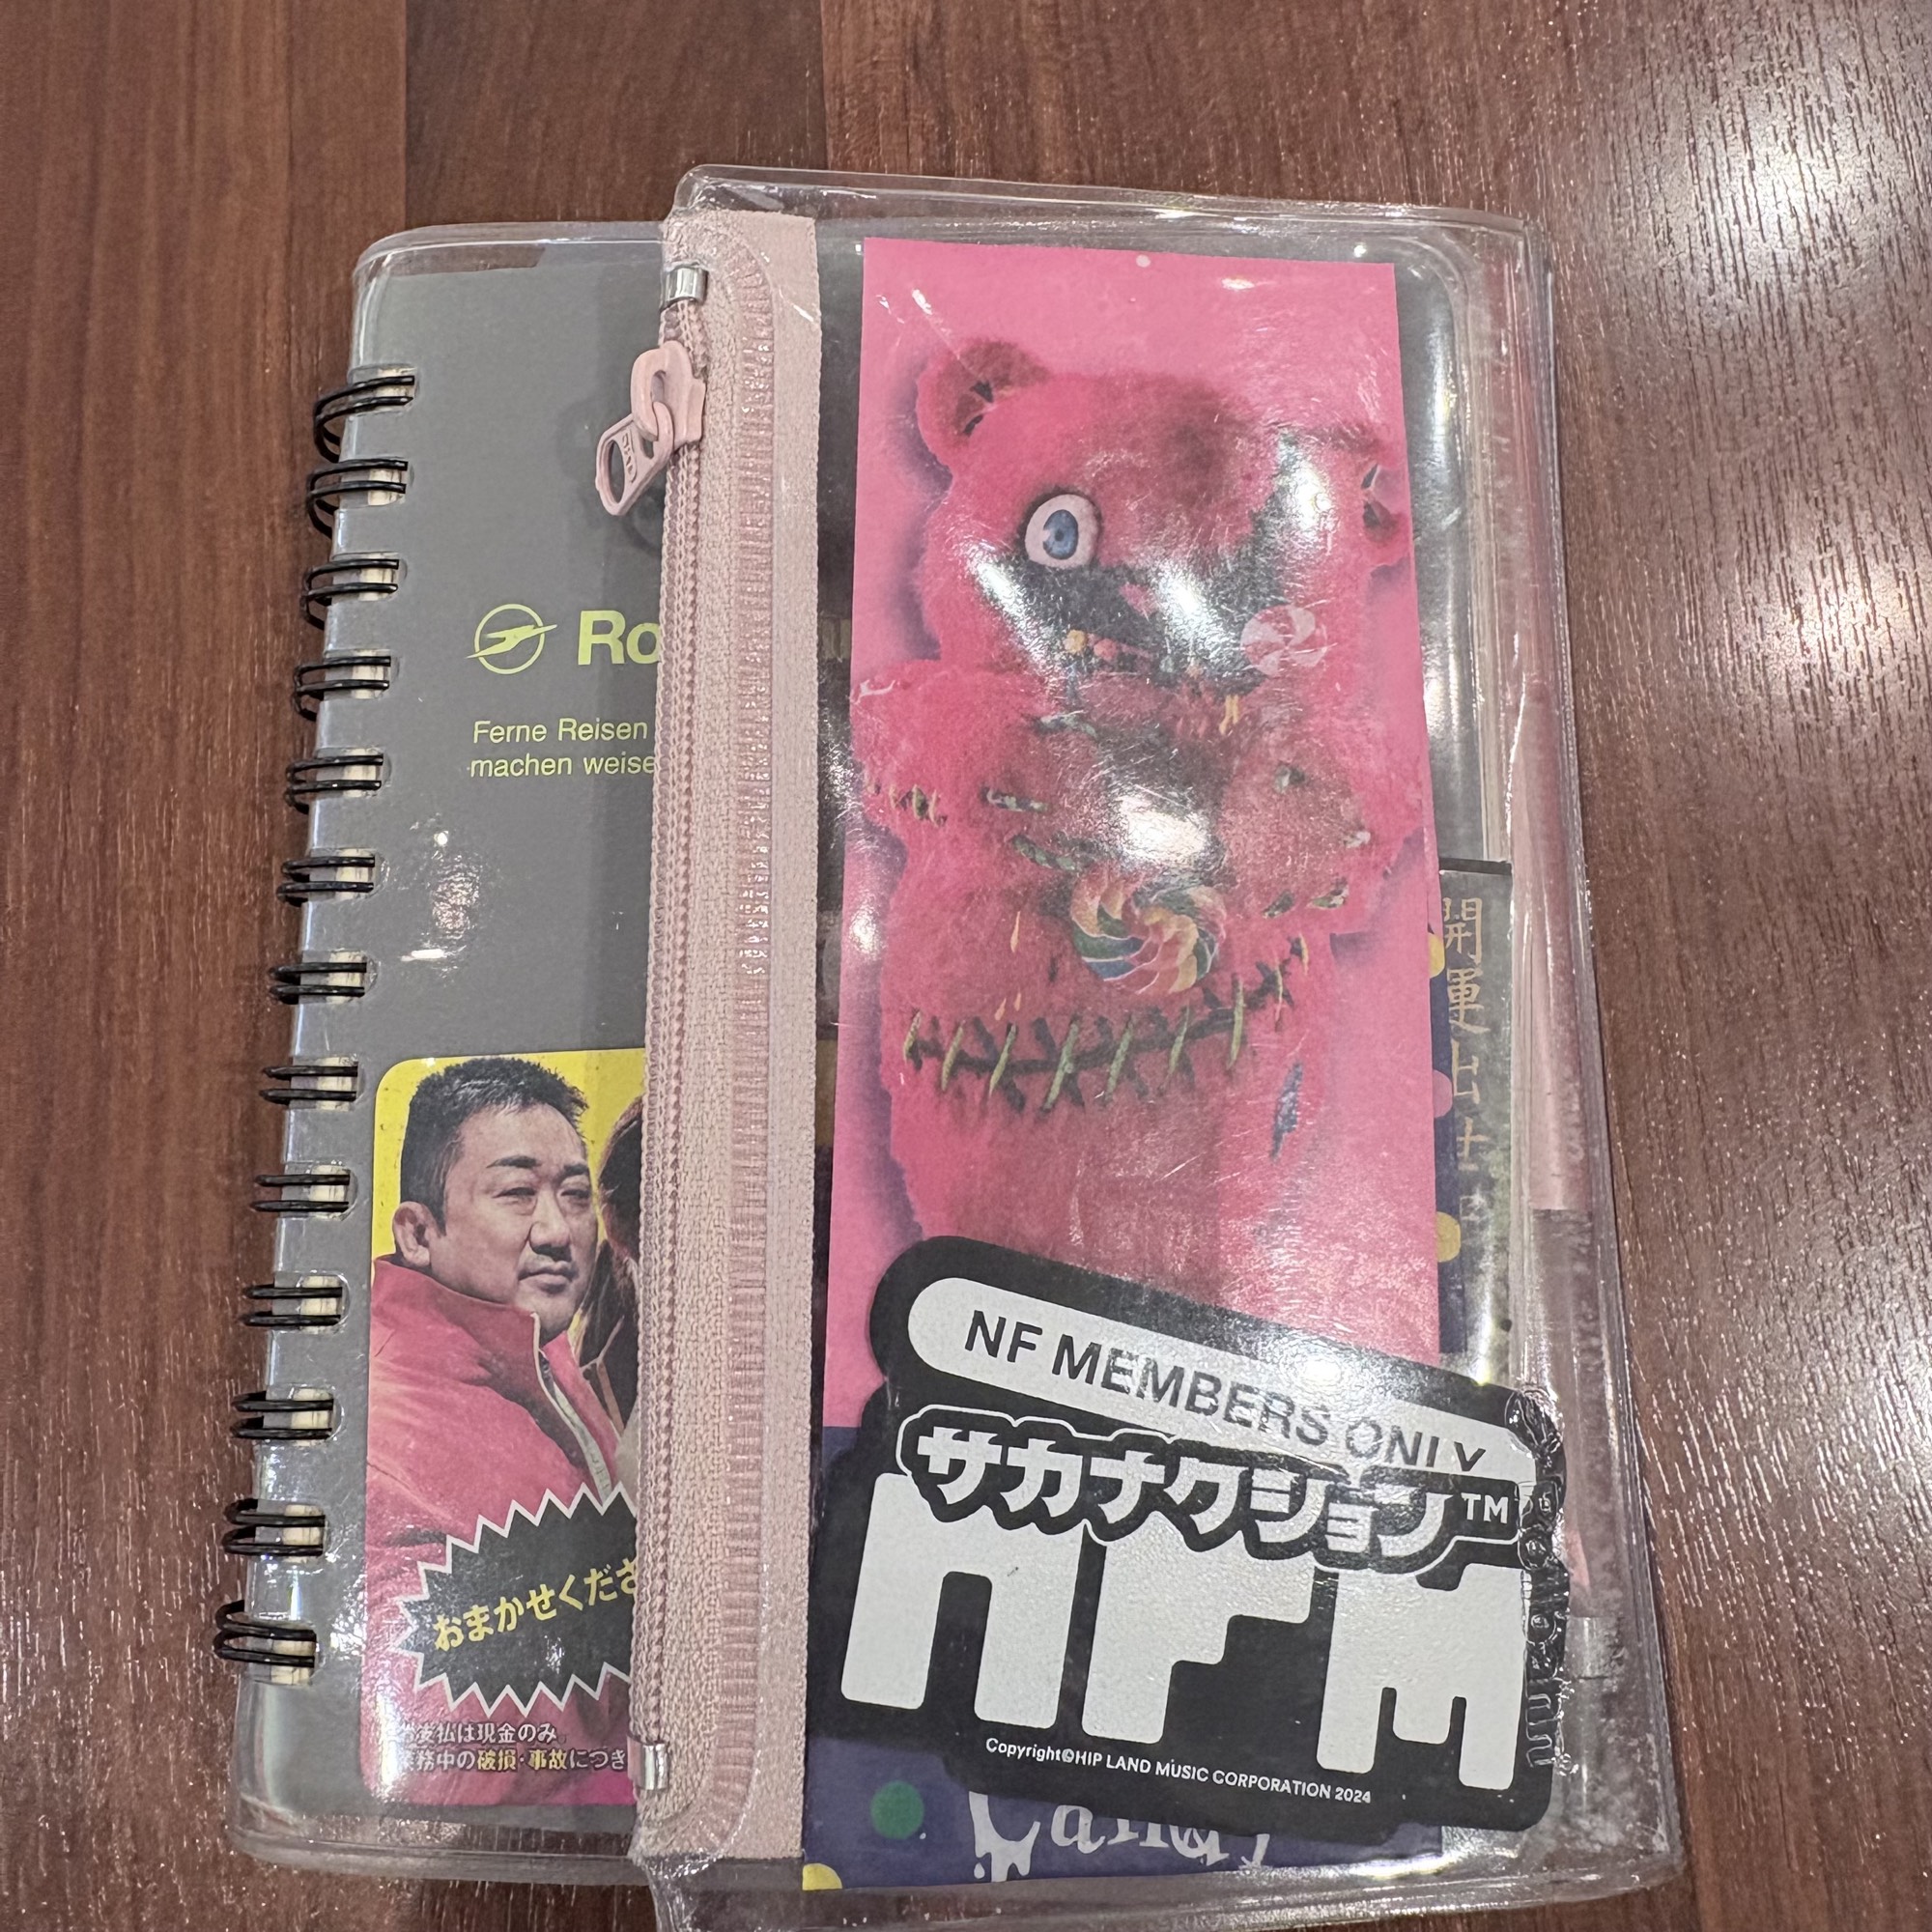 Ro
Ferne Reisen
machen weise
開運出世
おまかせくださ
支払は現金のみ
務中の破損・事故につき
NF MEMBERS ONLY
サカナクション™
NFM
Copyright©HIP LAND MUSIC CORPORATION 2024
Candy